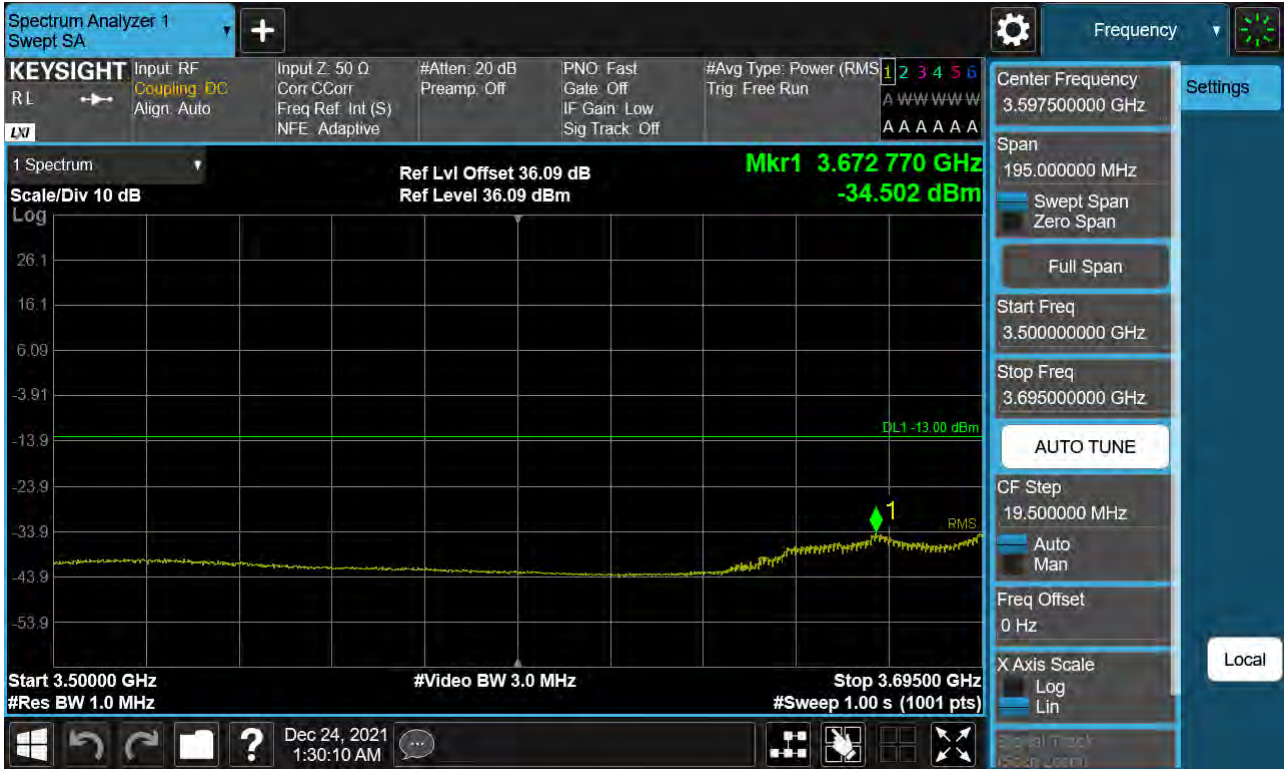 Spectrum Analyzer 1
Swept SA
Frequency
KEYSIGHT
RL
LXI
Input: RF
Coupling: DC
Align: Auto
Input Z: 50 Ω
Corr CCorr
Freq Ref: Int (S)
NFE: Adaptive
#Atten: 20 dB
Preamp: Off
PNO: Fast
Gate: Off
IF Gain: Low
Sig Track: Off
#Avg Type: Power (RMS
Trig: Free Run
1 2 3 4 5 6
A W W W W W
A A A A A A
1 Spectrum
Scale/Div 10 dB
Ref Lvl Offset 36.09 dB
Ref Level 36.09 dBm
Mkr1 3.672 770 GHz
-34.502 dBm
Log
26.1
16.1
6.09
-3.91
-13.9
-23.9
-33.9
-43.9
-53.9
DL1 -13.00 dBm
1
RMS
Start 3.50000 GHz
#Res BW 1.0 MHz
#Video BW 3.0 MHz
Stop 3.69500 GHz
#Sweep 1.00 s (1001 pts)
Center Frequency
3.597500000 GHz
Settings
Span
195.000000 MHz
Swept Span
Zero Span
Full Span
Start Freq
3.500000000 GHz
Stop Freq
3.695000000 GHz
AUTO TUNE
CF Step
19.500000 MHz
Auto
Man
Freq Offset
0 Hz
X Axis Scale
Log
Lin
Local
Signal Track
(Span Zoom)
?
Dec 24, 2021
1:30:10 AM